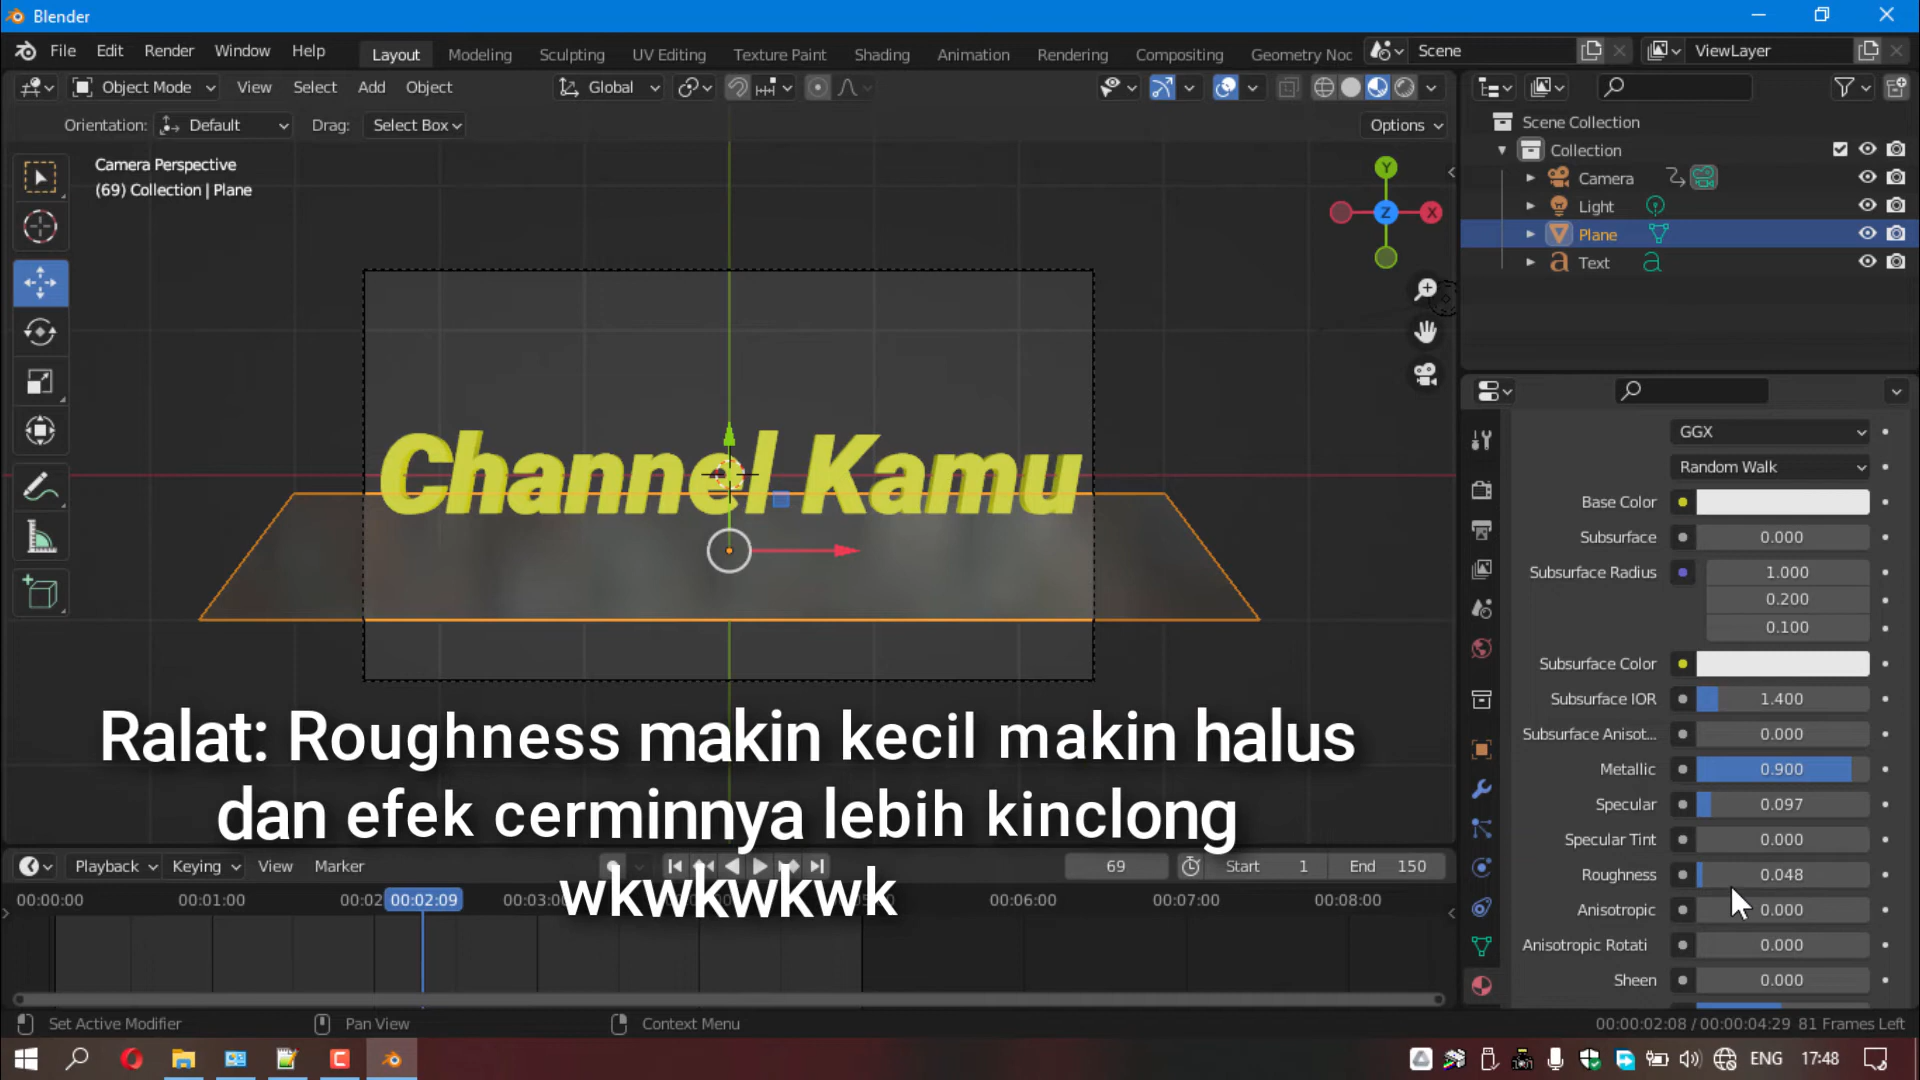 Blender
File Edit Render Window Help
Layout Modeling Sculpting UV Editing Texture Paint Shading Animation Rendering Compositing Geometry Noc
Scene
ViewLayer
Object Mode View Select Add Object
Global
Orientation: Default Drag: Select Box
Options
Camera Perspective
(69) Collection | Plane
Y
Z
X
Scene Collection
Collection
Camera
Light
Plane
Text
Channel Kamu
GGX
Random Walk
Base Color
Subsurface 0.000
Subsurface Radius 1.000
0.200
0.100
Subsurface Color
Subsurface IOR 1.400
Subsurface Anisot... 0.000
Metallic 0.900
Specular 0.097
Specular Tint 0.000
Roughness 0.048
Anisotropic 0.000
Anisotropic Rotati 0.000
Sheen 0.000
Ralat: Roughness makin kecil makin halus
dan efek cerminnya lebih kinclong
wkwkwkwkwk
Playback Keying View Marker
69
Start 1 End 150
00:00:00 00:01:00 00:02 00:02:09 00:03: 00:06:00 00:07:00 00:08:00
Set Active Modifier Pan View Context Menu
00:00:02:08 / 00:00:04:29 81 Frames Left
ENG 17:48